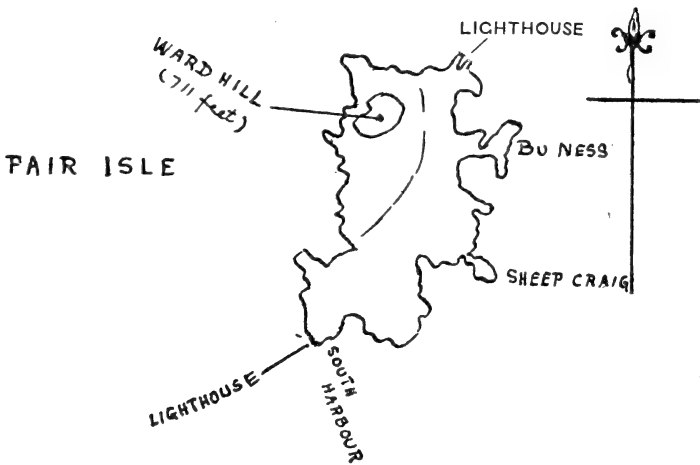 LIGHTHOUSE
WARD HILL
(711 feet)
BU NESS
FAIR ISLE
SHEEP CRAIG
LIGHTHOUSE
SOUTH
HARBOUR